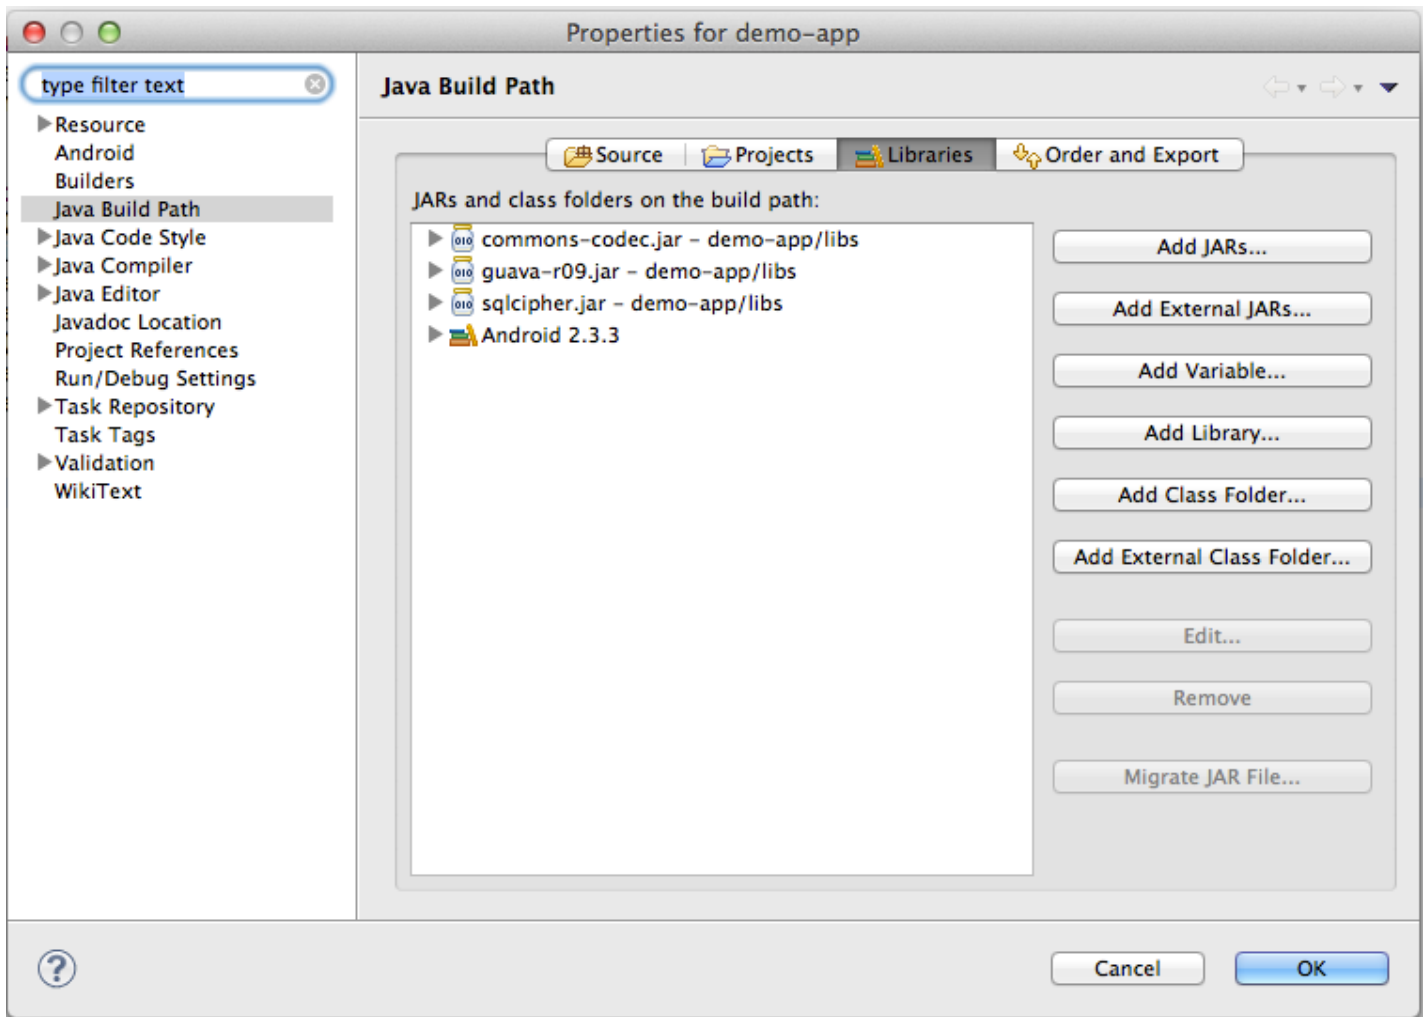 Properties for demo-app
type filter text
Resource
Android
Builders
Java Build Path
Java Code Style
Java Compiler
Java Editor
Javadoc Location
Project References
Run/Debug Settings
Task Repository
Task Tags
Validation
WikiText
Java Build Path
Source Projects Libraries Order and Export
JARs and class folders on the build path:
commons-codec.jar – demo-app/libs
guava-r09.jar – demo-app/libs
sqlcipher.jar – demo-app/libs
Android 2.3.3
Add JARs...
Add External JARs...
Add Variable...
Add Library...
Add Class Folder...
Add External Class Folder...
Edit...
Remove
Migrate JAR File...
Cancel OK